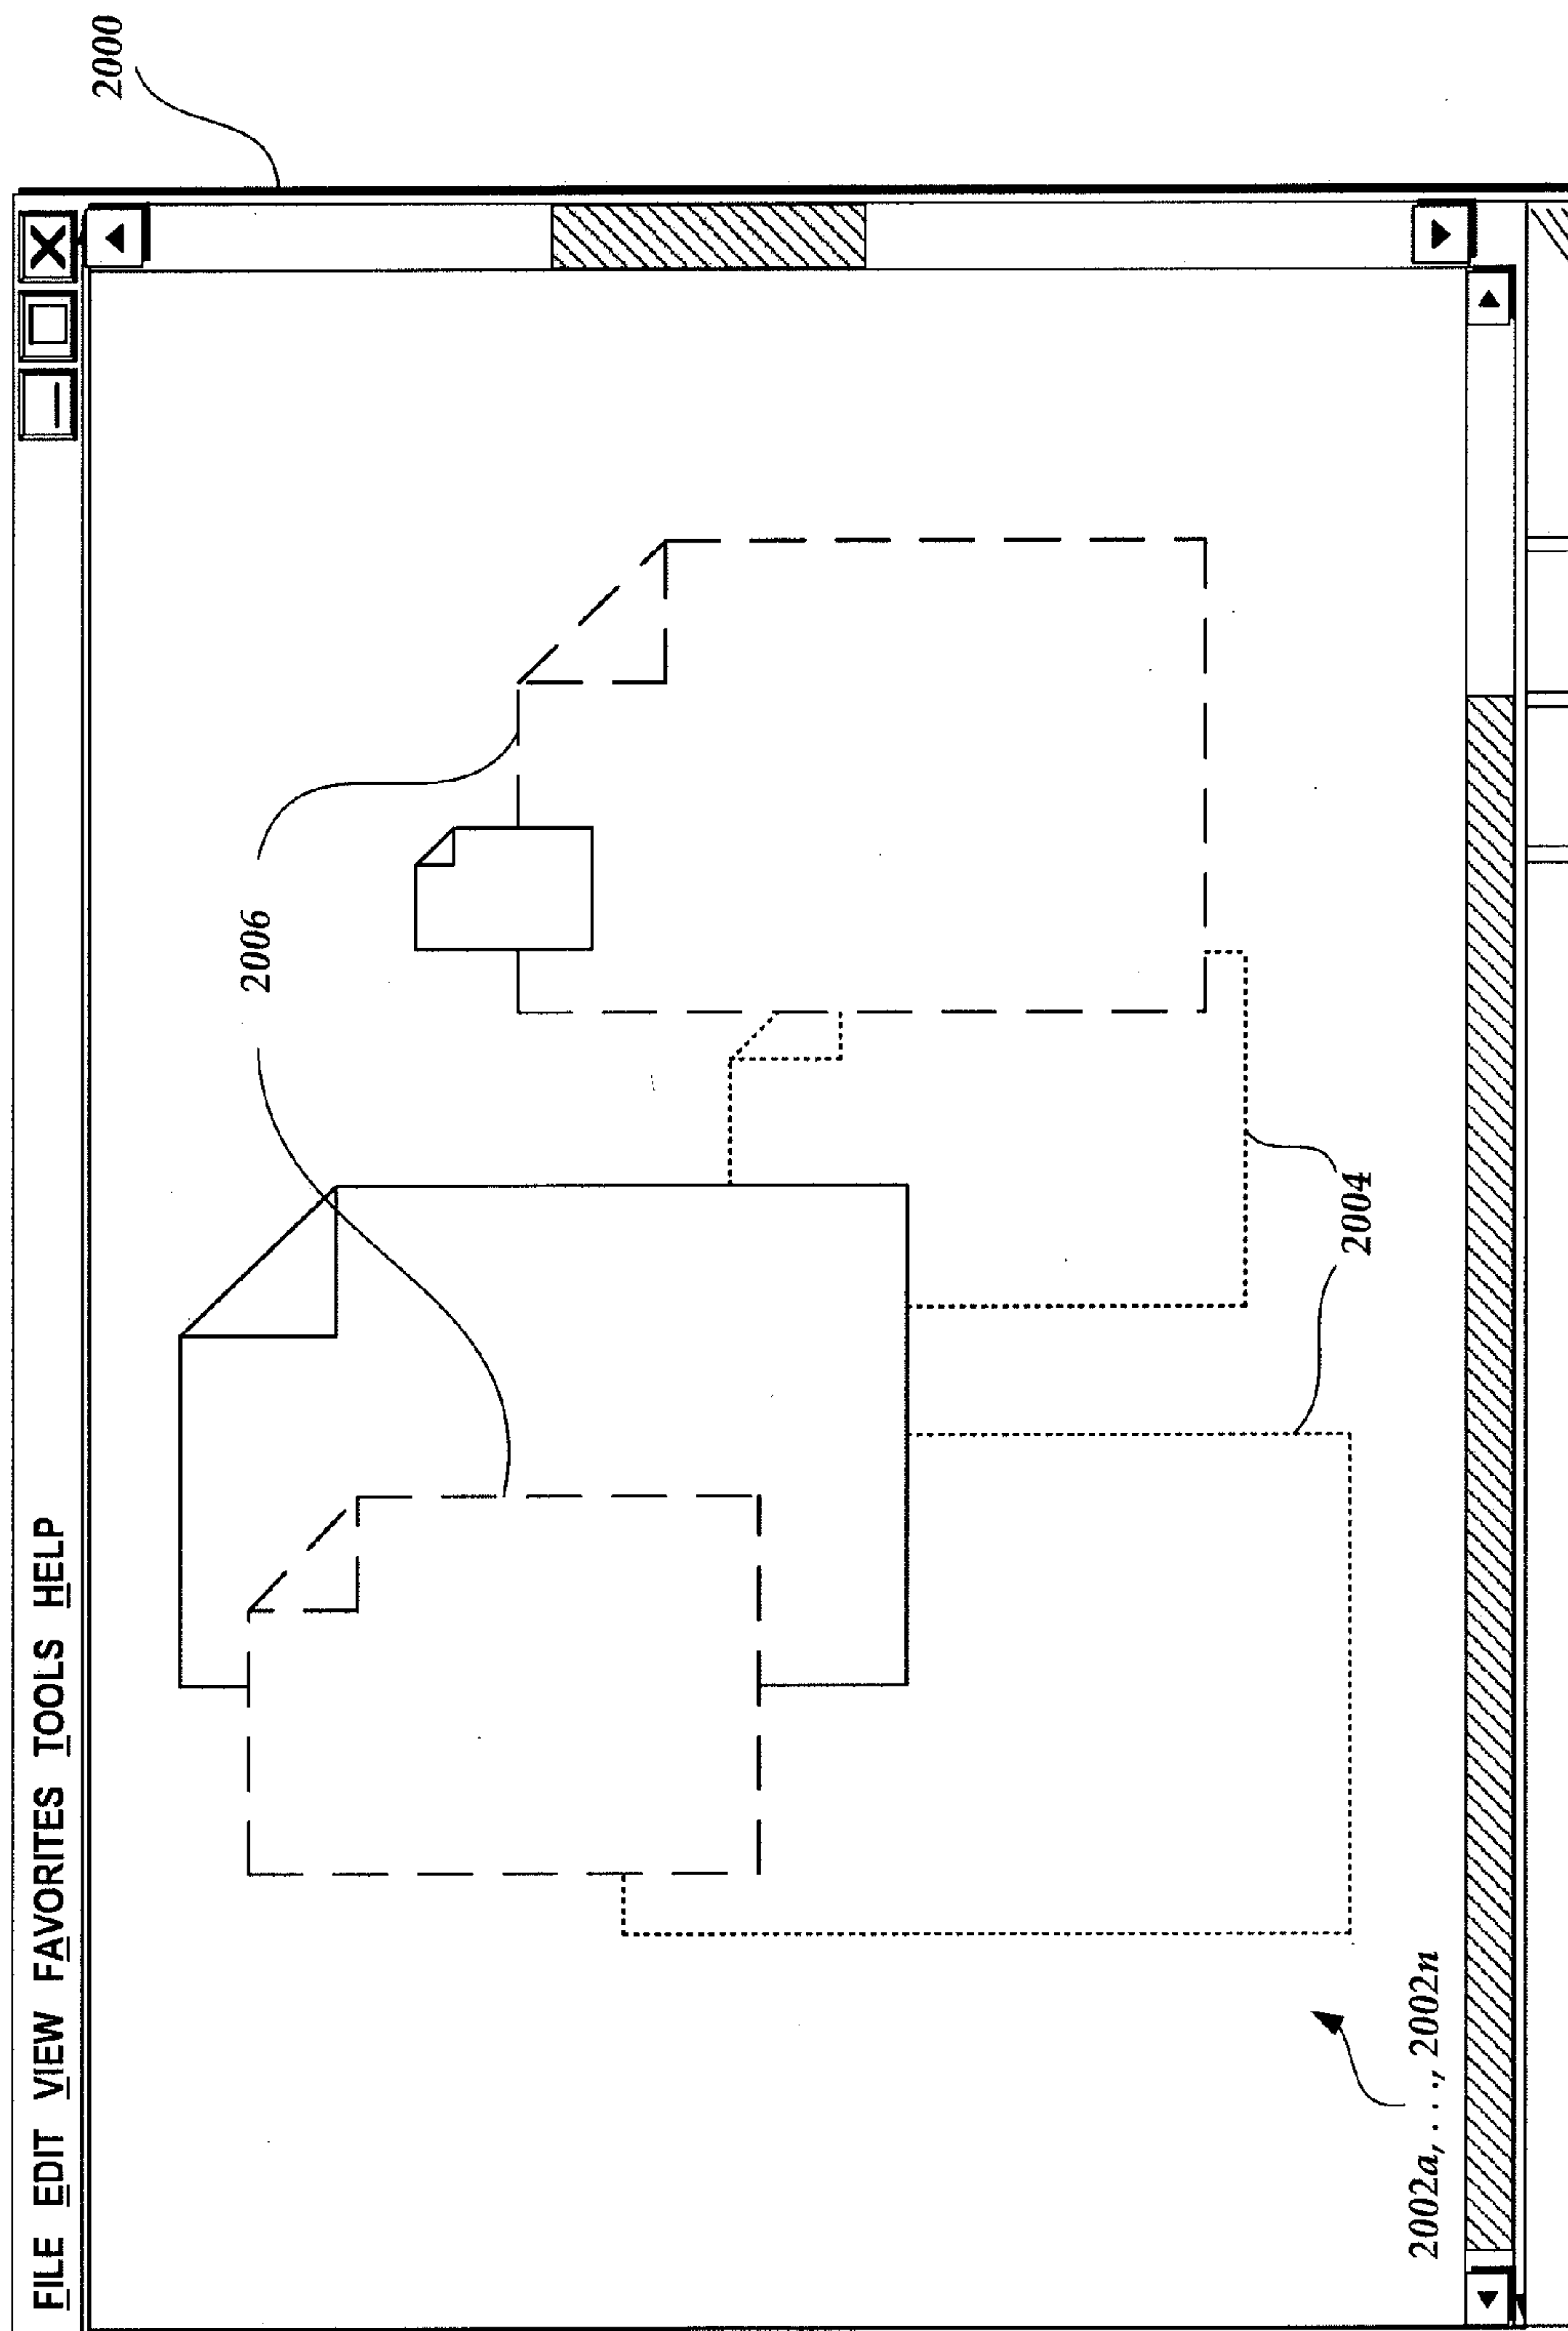 2000
FILE EDIT VIEW FAVORITES TOOLS HELP
2006
2004
2002a, . . ., 2002n